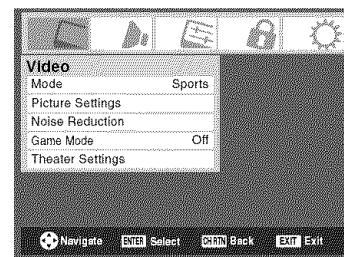 Video
Mode Sports
Picture Settings
Noise Reduction
Game Mode Off
Theater Settings
Navigate ENTER Select CH RTN Back EXIT Exit